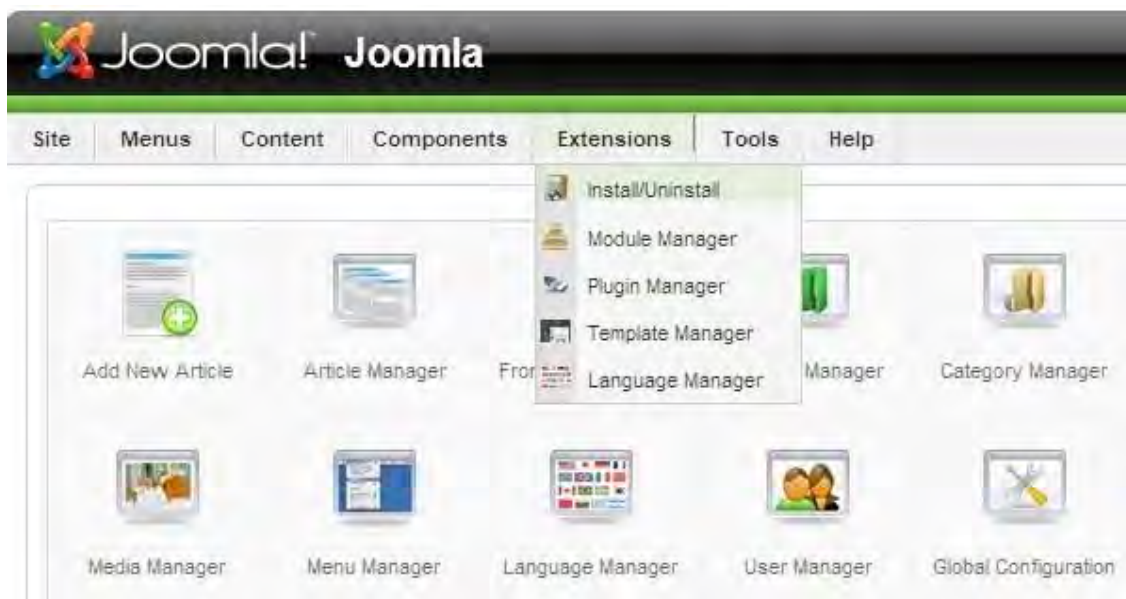 Joomla! Joomla
Site Menus Content Components Extensions Tools Help
Install/Uninstall
Module Manager
Plugin Manager
Template Manager
Language Manager
Add New Article Article Manager Manager Category Manager
Media Manager Menu Manager Language Manager User Manager Global Configuration